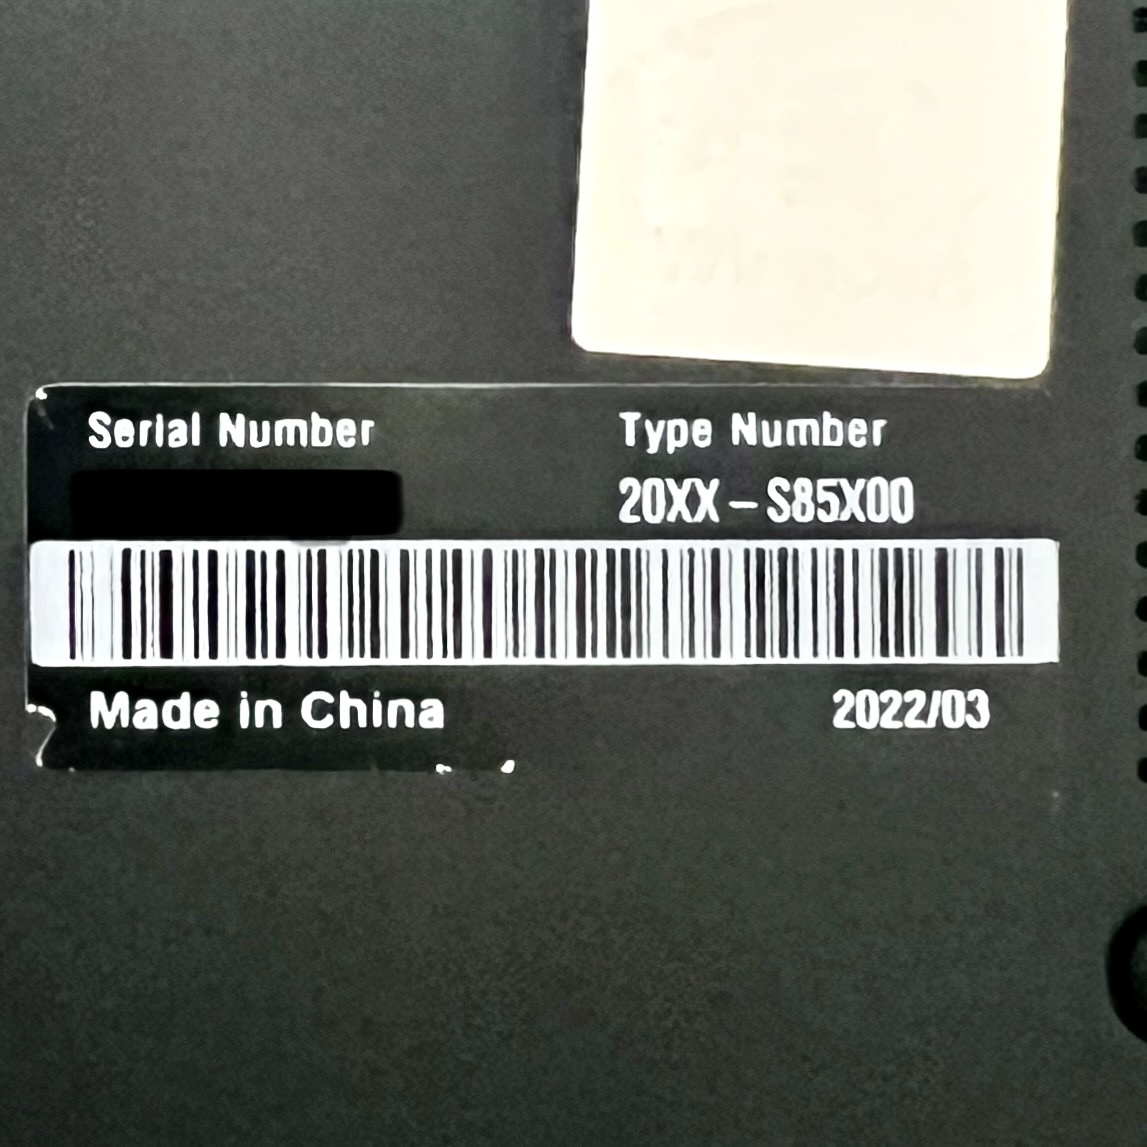 Serial Number
Type Number
20XX-S85X00
Made in China
2022/03